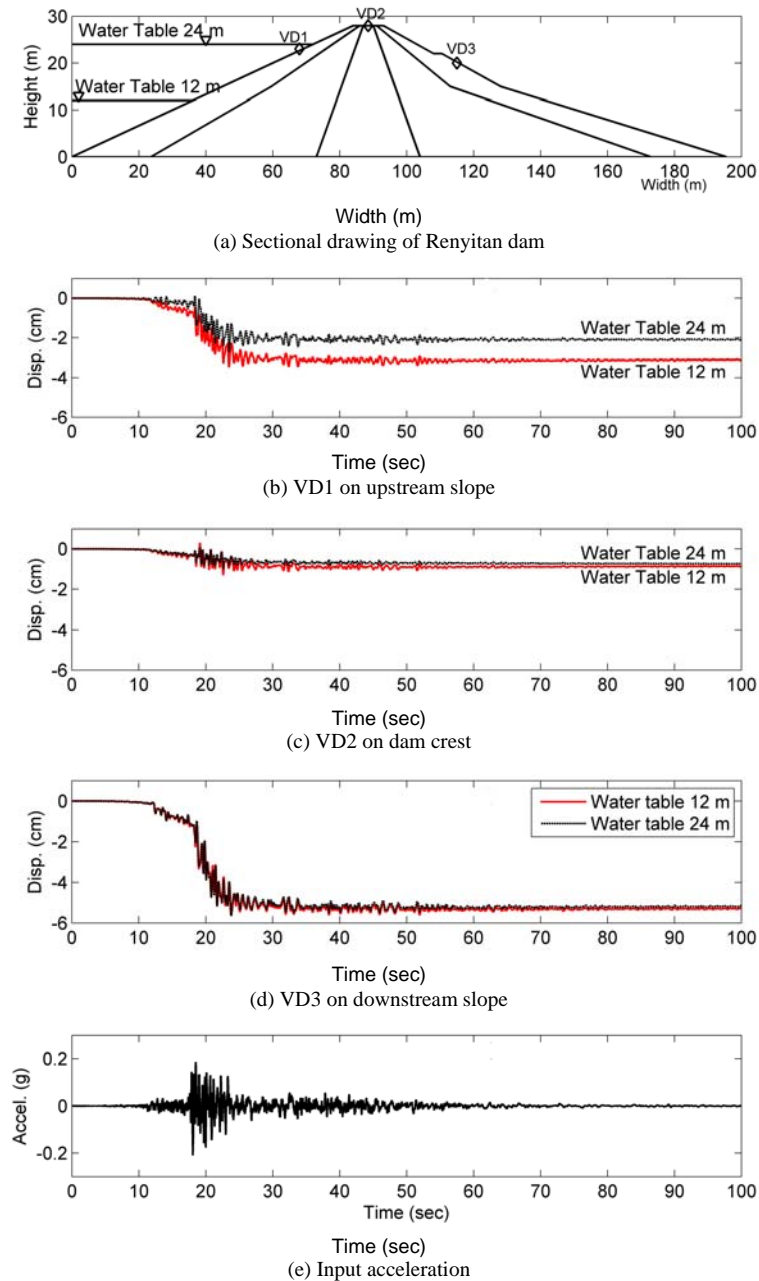 30
20
10
0
Height (m)
Water Table 24 m
VD1
VD2
VD3
Water Table 12 m
0 20 40 60 80 100 120 140 160 180 200
Width (m)
Width (m)
(a) Sectional drawing of Renyitan dam
0
-2
-4
-6
Disp. (cm)
Water Table 24 m
Water Table 12 m
0 10 20 30 40 50 60 70 80 90 100
Time (sec)
(b) VD1 on upstream slope
0
-2
-4
-6
Disp. (cm)
Water Table 24 m
Water Table 12 m
0 10 20 30 40 50 60 70 80 90 100
Time (sec)
(c) VD2 on dam crest
0
-2
-4
-6
Disp. (cm)
Water table 12 m
Water table 24 m
0 10 20 30 40 50 60 70 80 90 100
Time (sec)
(d) VD3 on downstream slope
0.2
0
-0.2
Accel. (g)
0 10 20 30 40 50 60 70 80 90 100
Time (sec)
Time (sec)
(e) Input acceleration